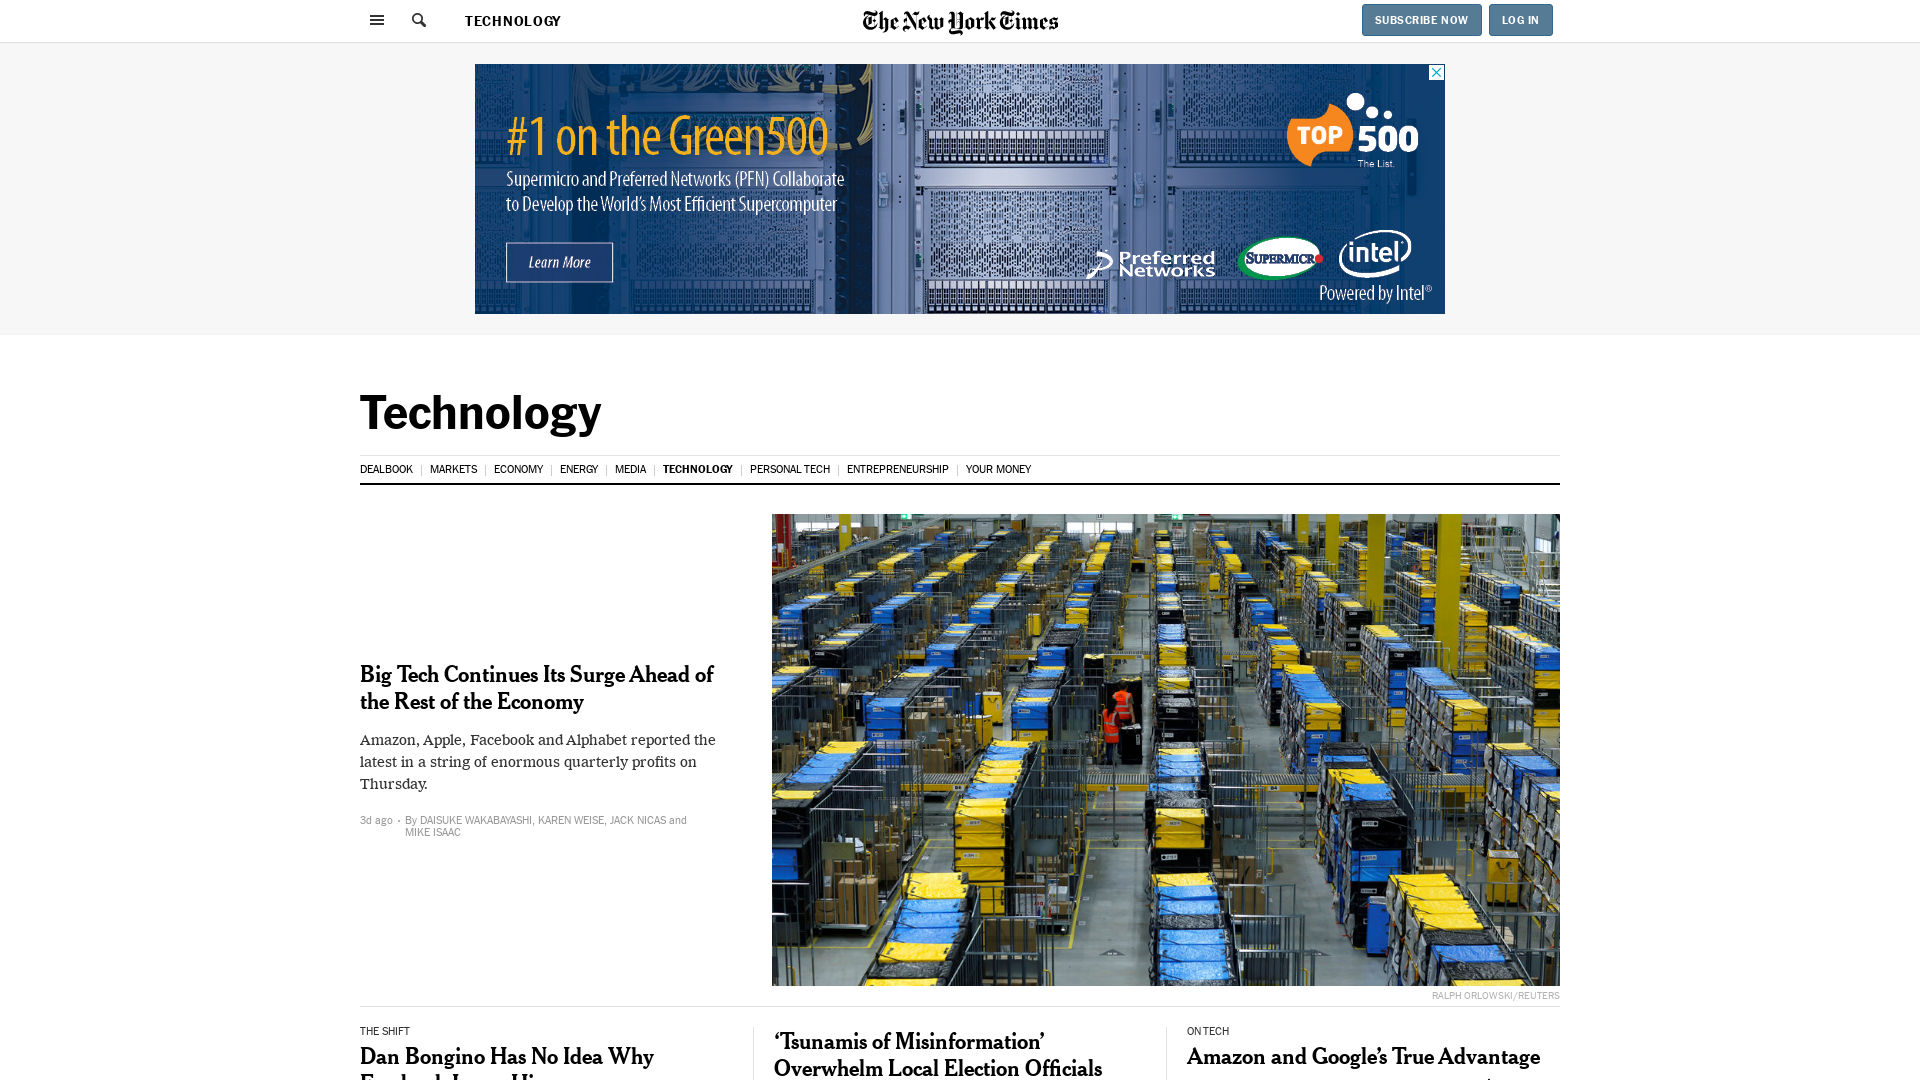 TECHNOLOGY
The New York Times
SUBSCRIBE NOW
LOG IN
#1 on the Green500
Supermicro and Preferred Networks (PFN) Collaborate
to Develop the World's Most Efficient Supercomputer
Learn More
TOP 500
The List.
Preferred
Networks
SUPERMICR
intel
Powered by Intel®
Technology
DEALBOOK
MARKETS
ECONOMY
ENERGY
MEDIA
TECHNOLOGY
PERSONAL TECH
ENTREPRENEURSHIP
YOUR MONEY
Big Tech Continues Its Surge Ahead of
the Rest of the Economy
Amazon, Apple, Facebook and Alphabet reported the
latest in a string of enormous quarterly profits on
Thursday.
3d ago • By DAISUKE WAKABAYASHI, KAREN WEISE, JACK NICAS and
MIKE ISAAC
RALPH ORLOWSKI/REUTERS
THE SHIFT
Dan Bongino Has No Idea Why
‘Tsunamis of Misinformation’
Overwhelm Local Election Officials
ON TECH
Amazon and Google’s True Advantage